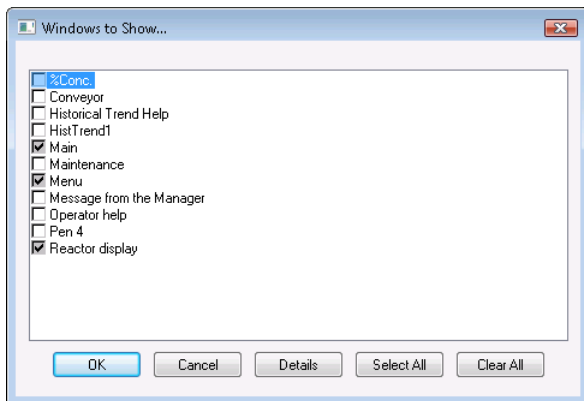 Windows to Show...
%Conc.
Conveyor
Historical Trend Help
HistTrend1
Main
Maintenance
Menu
Message from the Manager
Operator help
Pen 4
Reactor display
OK Cancel Details Select All Clear All